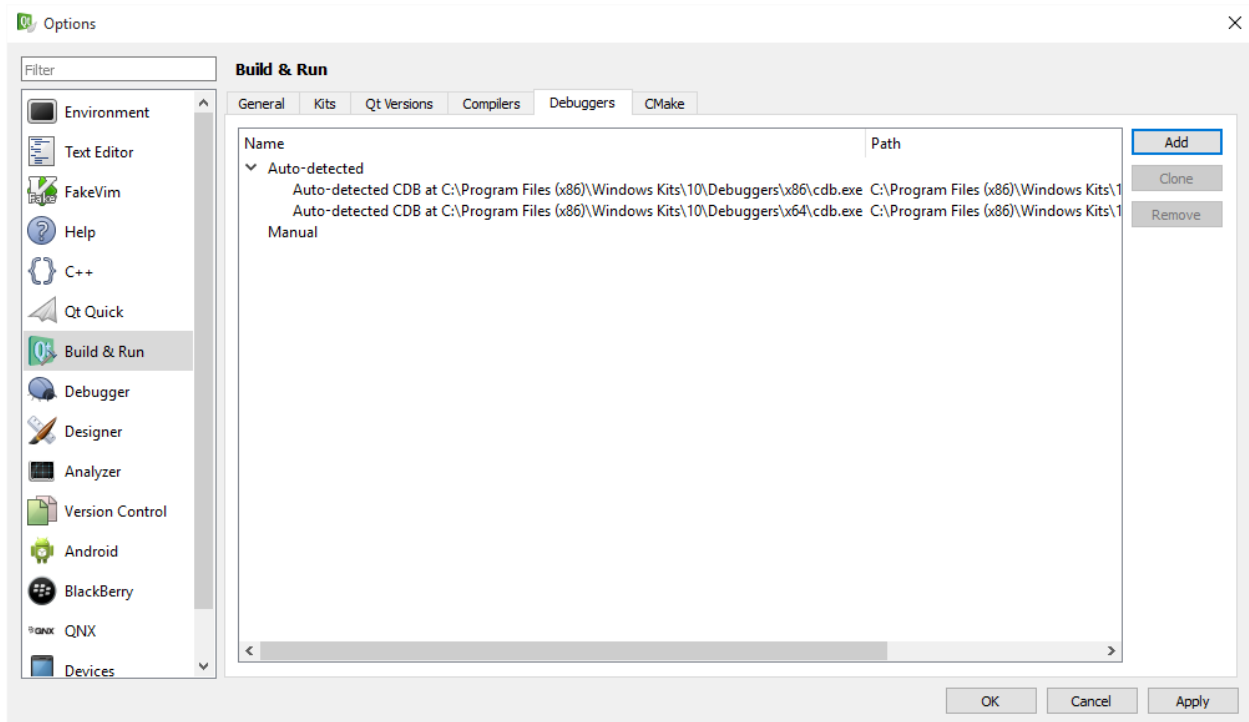 Options
Filter
Build & Run
Environment
Text Editor
FakeVim
Help
C++
Qt Quick
Build & Run
Debugger
Designer
Analyzer
Version Control
Android
BlackBerry
QNX
Devices
General Kits Qt Versions Compilers Debuggers CMake
Name Path
Auto-detected
Auto-detected CDB at C:\Program Files (x86)\Windows Kits\10\Debuggers\x86\cdb.exe C:\Program Files (x86)\Windows Kits\1
Auto-detected CDB at C:\Program Files (x86)\Windows Kits\10\Debuggers\x64\cdb.exe C:\Program Files (x86)\Windows Kits\1
Manual
Add
Clone
Remove
OK Cancel Apply